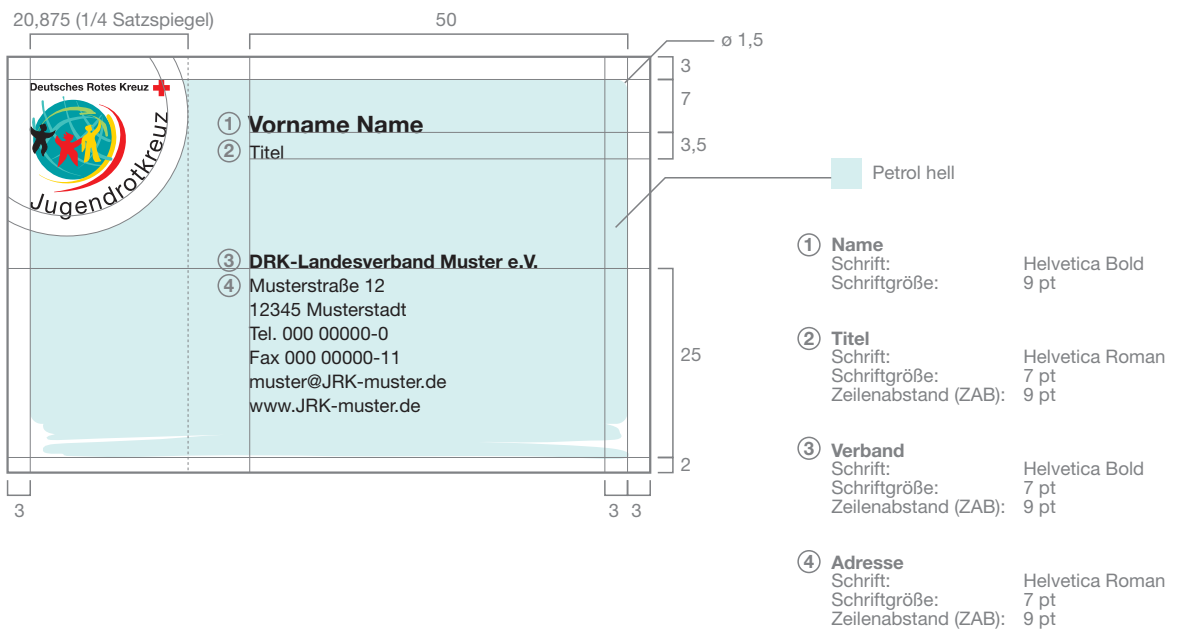 20,875 (1/4 Satzspiegel)
50
ø 1,5
3
7
3,5
Deutsches Rotes Kreuz
Jugendrotkreuz
1 Vorname Name
2 Titel
Petrol hell
3 DRK-Landesverband Muster e.V.
4 Musterstraße 12
12345 Musterstadt
Tel. 000 00000-0
Fax 000 00000-11
muster@JRK-muster.de
www.JRK-muster.de
25
2
3
3 3
1 Name
Schrift: Helvetica Bold
Schriftgröße: 9 pt
2 Titel
Schrift: Helvetica Roman
Schriftgröße: 7 pt
Zeilenabstand (ZAB): 9 pt
3 Verband
Schrift: Helvetica Bold
Schriftgröße: 7 pt
Zeilenabstand (ZAB): 9 pt
4 Adresse
Schrift: Helvetica Roman
Schriftgröße: 7 pt
Zeilenabstand (ZAB): 9 pt